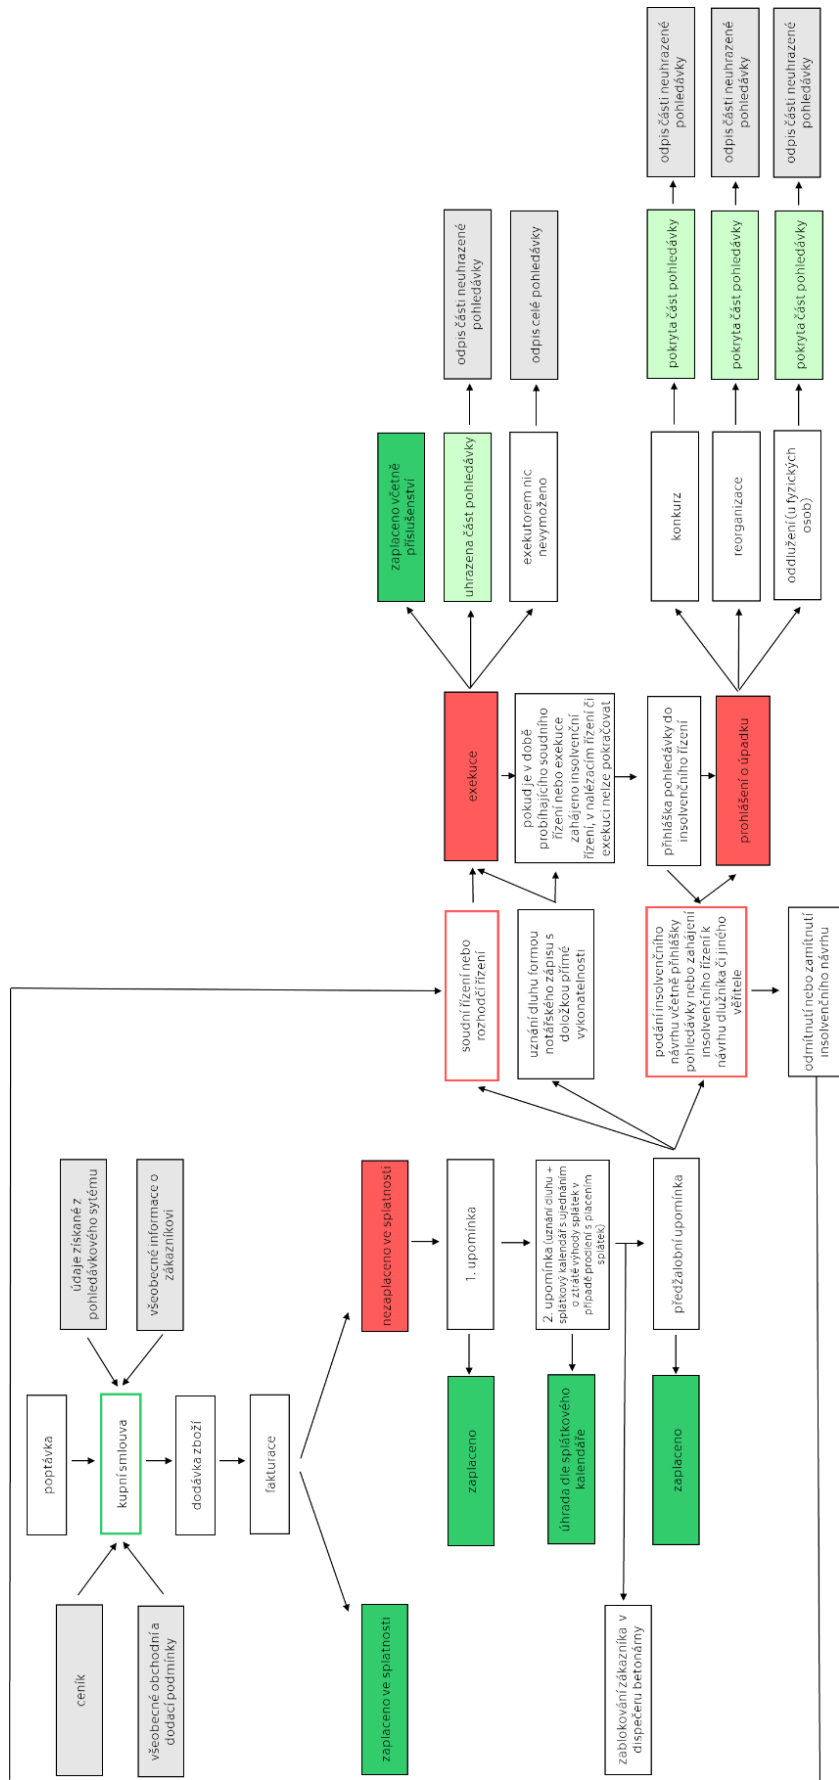 ceník
všeobecné obchodní a
dodací podmínky
poptávka
kupní smlouva
dodávka zboží
fakturace
údaje získané z
pohledávkového sytému
všeobecné informace o
zákazníkovi
zaplaceno ve splatnosti
nezaplaceno ve splatnosti
1. upomínka
zaplaceno
2. upomínka (uznání dluhu +
splátkový kalendář s ujednáním
o ztrátě výhody splátek v
případě prodlení s placením
splátek)
úhrada dle splátkového
kalendáře
zablokování zákazníka v
dispečeru betonárny
předžalobní upomínka
zaplaceno
soudní řízení nebo
rozhodčí řízení
uznání dluhu formou
notářského zápisu s
doložkou přímé
vykonatelnosti
podání insolvenčního
návrhu včetně přihlášky
pohledávky nebo zahájení
insolvenčního řízení k
návrhu dlužníka či jiného
věřitele
odmítnutí nebo zamítnutí
insolvenčního návrhu
exekuce
pokud je v době
probíhajícího soudního
řízení nebo exekuce
zahájeno insolvenční
řízení, v nalézacím řízení či
exekuci nelze pokračovat
přihláška pohledávky do
insolvenčního řízení
prohlášení o úpadku
zaplaceno včetně
příslušenství
uhrazena část pohledávky
exekutorem nic
nevymoženo
odpis části neuhrazené
pohledávky
odpis celé pohledávky
konkurz
reorganizace
oddlužení (u fyzických
osob)
pokryta část pohledávky
pokryta část pohledávky
pokryta část pohledávky
odpis části neuhrazené
pohledávky
odpis části neuhrazené
pohledávky
odpis části neuhrazené
pohledávky